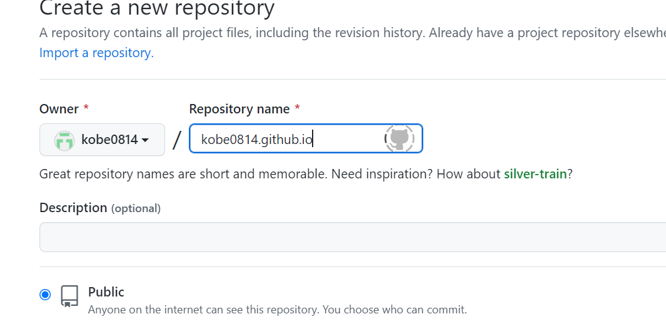 Create a new repository
A repository contains all project files, including the revision history. Already have a project repository
Import a repository.
Owner * Repository name *
kobe0814 / kobe0814.github.io
Great repository names are short and memorable. Need inspiration? How about silver-train?
Description (optional)
Public
Anyone on the internet can see this repository. You choose who can commit.